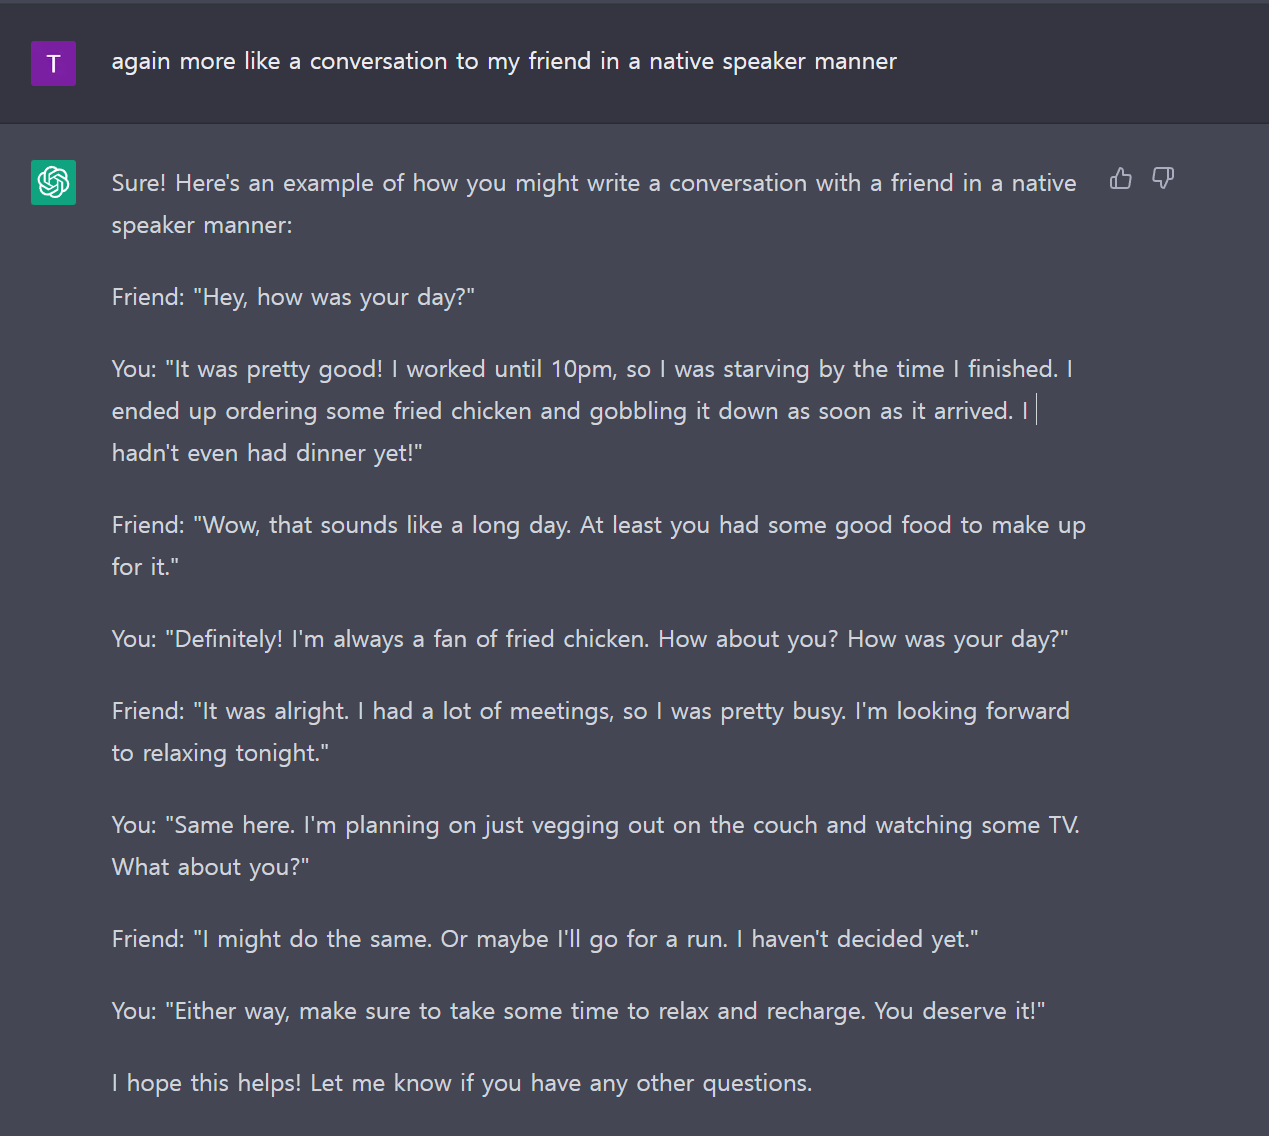 T
again more like a conversation to my friend in a native speaker manner
Sure! Here's an example of how you might write a conversation with a friend in a native
speaker manner:
Friend: "Hey, how was your day?"
You: "It was pretty good! I worked until 10pm, so I was starving by the time I finished. I
ended up ordering some fried chicken and gobbling it down as soon as it arrived. I
hadn't even had dinner yet!"
Friend: "Wow, that sounds like a long day. At least you had some good food to make up
for it."
You: "Definitely! I'm always a fan of fried chicken. How about you? How was your day?"
Friend: "It was alright. I had a lot of meetings, so I was pretty busy. I'm looking forward
to relaxing tonight."
You: "Same here. I'm planning on just vegging out on the couch and watching some TV.
What about you?"
Friend: "I might do the same. Or maybe I'll go for a run. I haven't decided yet."
You: "Either way, make sure to take some time to relax and recharge. You deserve it!"
I hope this helps! Let me know if you have any other questions.